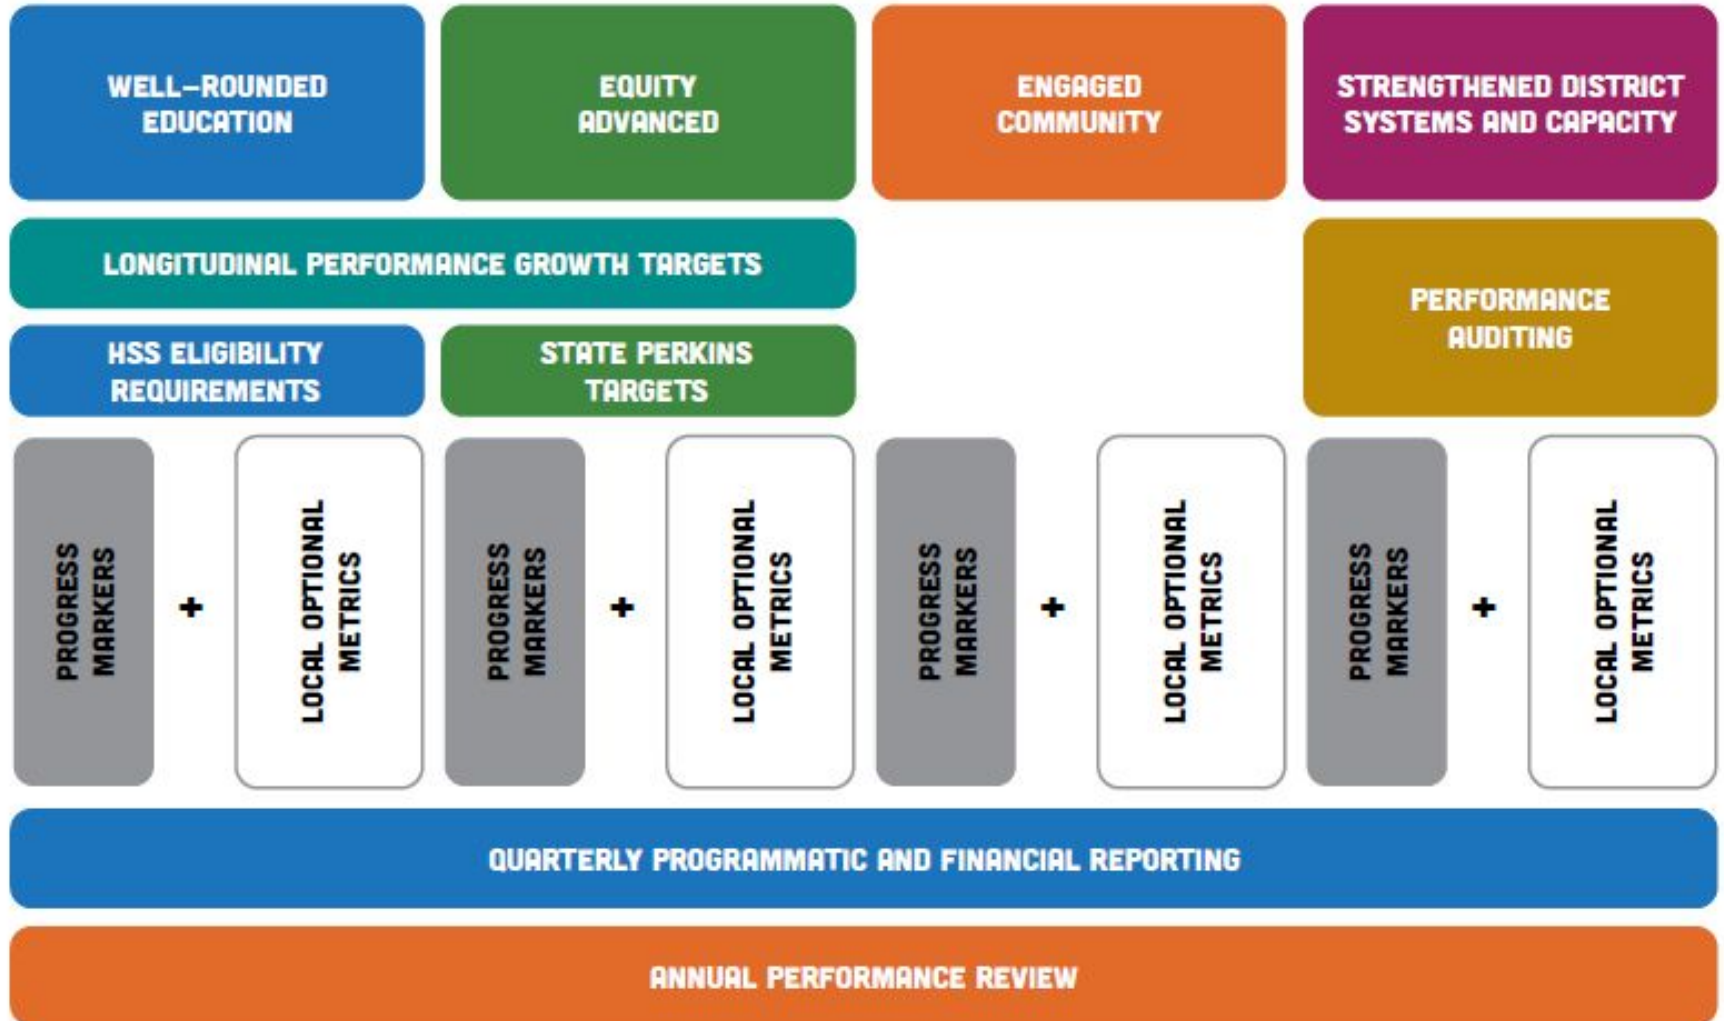 WELL-ROUNDED
EDUCATION
EQUITY
ADVANCED
ENGAGED
COMMUNITY
STRENGTHENED DISTRICT
SYSTEMS AND CAPACITY
LONGITUDINAL PERFORMANCE GROWTH TARGETS
PERFORMANCE
AUDITING
HSS ELIGIBILITY
REQUIREMENTS
STATE PERKINS
TARGETS
PROGRESS
MARKERS
+
LOCAL OPTIONAL
METRICS
PROGRESS
MARKERS
+
LOCAL OPTIONAL
METRICS
PROGRESS
MARKERS
+
LOCAL OPTIONAL
METRICS
PROGRESS
MARKERS
+
LOCAL OPTIONAL
METRICS
QUARTERLY PROGRAMMATIC AND FINANCIAL REPORTING
ANNUAL PERFORMANCE REVIEW